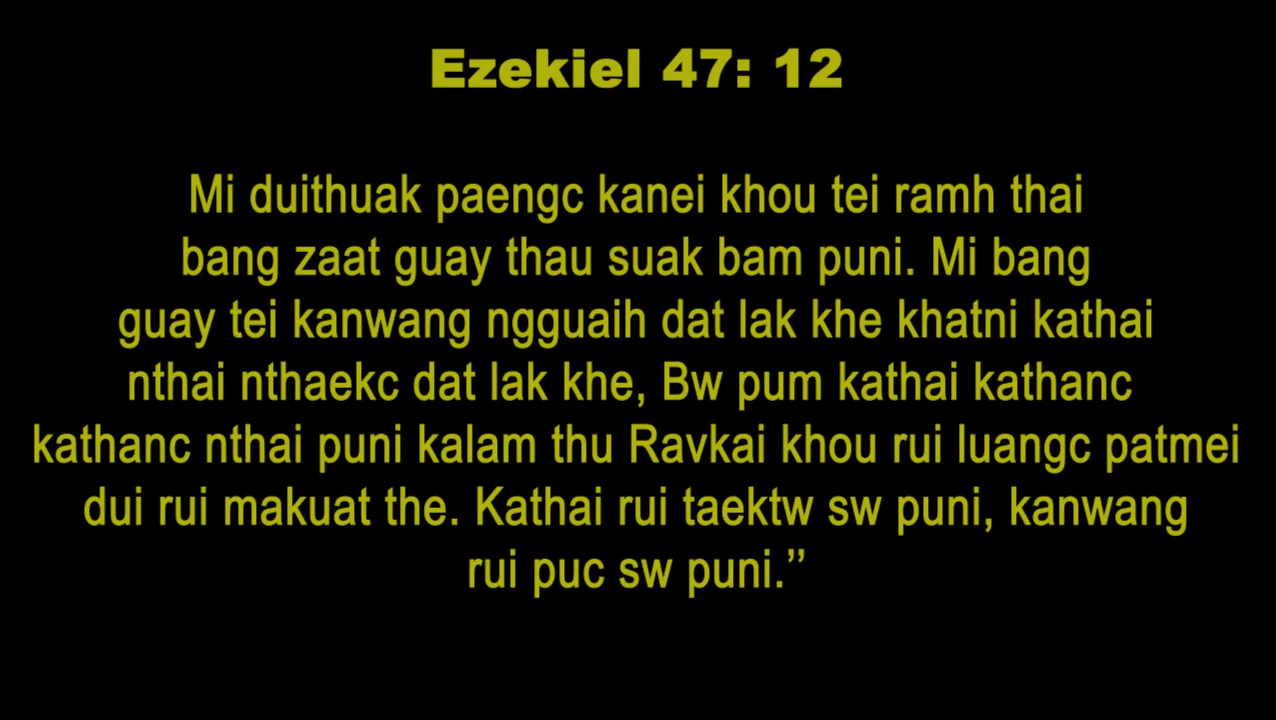 Ezekiel 47: 12
Mi duithuak paengc kanei khou tei ramh thai
bang zaat guay thau suak bam puni. Mi bang
guay tei kanwang ngguaih dat lak khe khatni kathai
nthai nthaekc dat lak khe, Bw pum kathai kathanc
kathanc nthai puni kalam thu Ravkai khou rui luangc patmei
dui rui makuat the. Kathai rui taektw sw puni, kanwang
rui puc sw puni.”